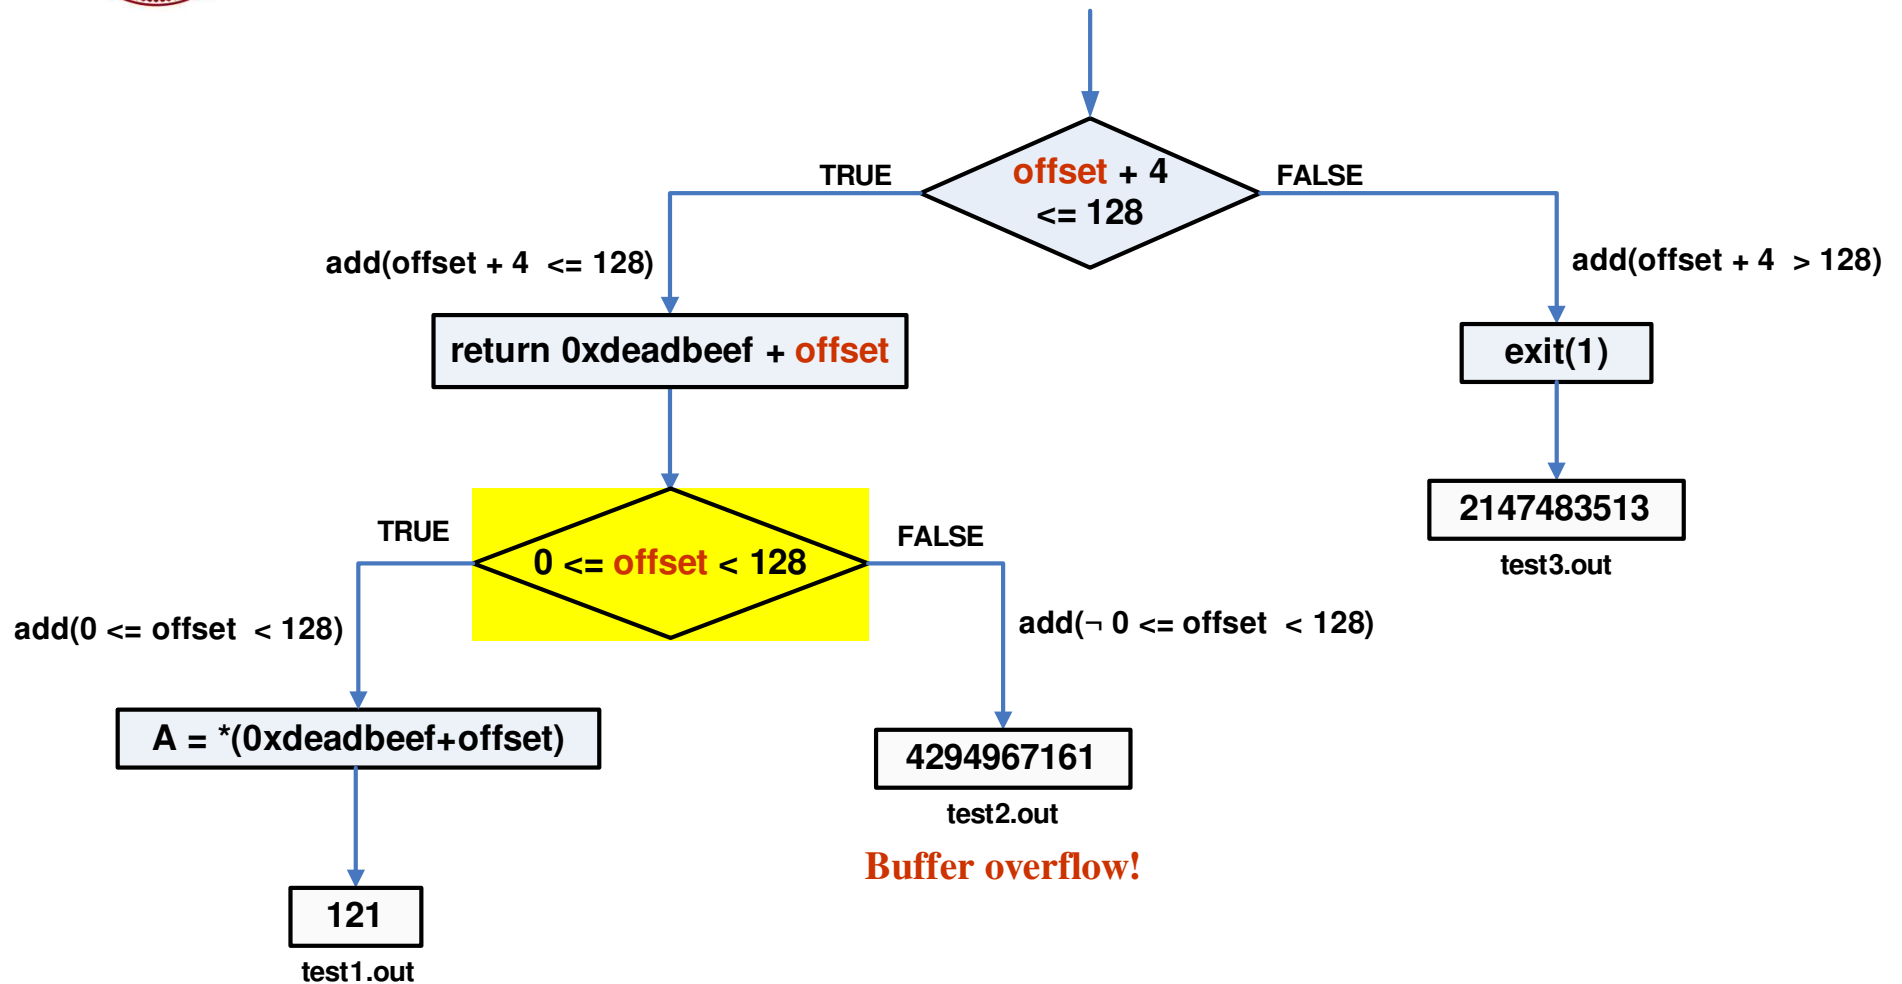 offset + 4
<= 128
TRUE
FALSE
add(offset + 4 <= 128)
add(offset + 4 > 128)
return 0xdeadbeef + offset
exit(1)
2147483513
test3.out
0 <= offset < 128
TRUE
FALSE
add(0 <= offset < 128)
add(¬ 0 <= offset < 128)
A = *(0xdeadbeef+offset)
4294967161
test2.out
Buffer overflow!
121
test1.out